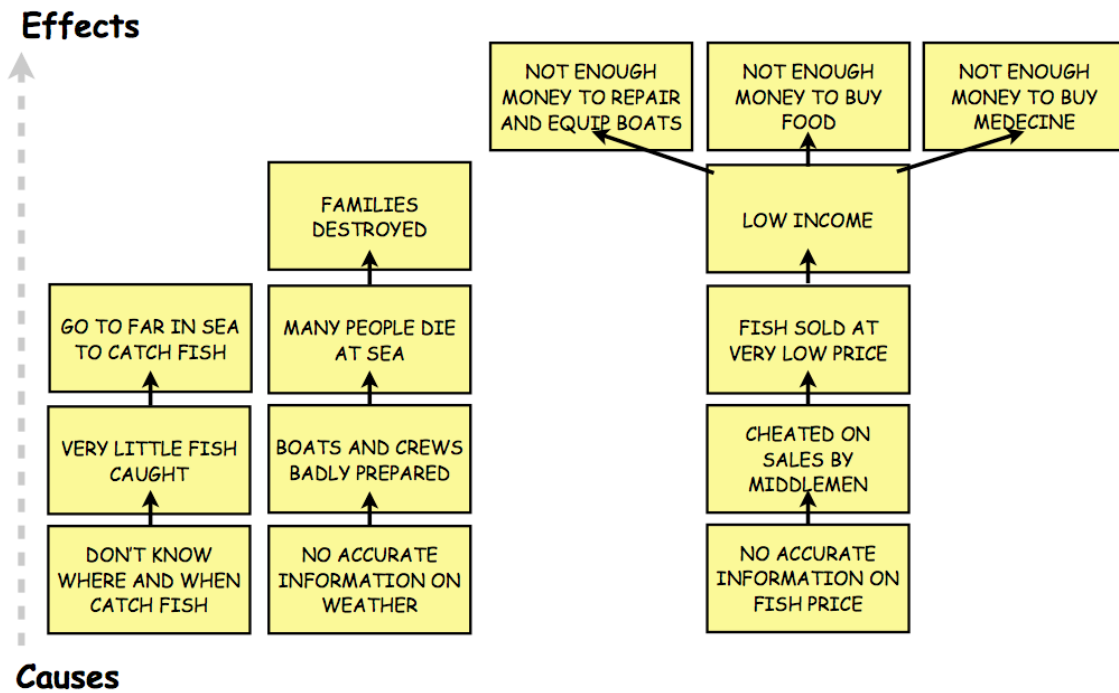 Effects
NOT ENOUGH
MONEY TO REPAIR
AND EQUIP BOATS
NOT ENOUGH
MONEY TO BUY
FOOD
NOT ENOUGH
MONEY TO BUY
MEDECINE
FAMILIES
DESTROYED
LOW INCOME
GO TO FAR IN SEA
TO CATCH FISH
MANY PEOPLE DIE
AT SEA
FISH SOLD AT
VERY LOW PRICE
VERY LITTLE FISH
CAUGHT
BOATS AND CREWS
BADLY PREPARED
CHEATED ON
SALES BY
MIDDLEMEN
DON'T KNOW
WHERE AND WHEN
CATCH FISH
NO ACCURATE
INFORMATION ON
WEATHER
NO ACCURATE
INFORMATION ON
FISH PRICE
Causes